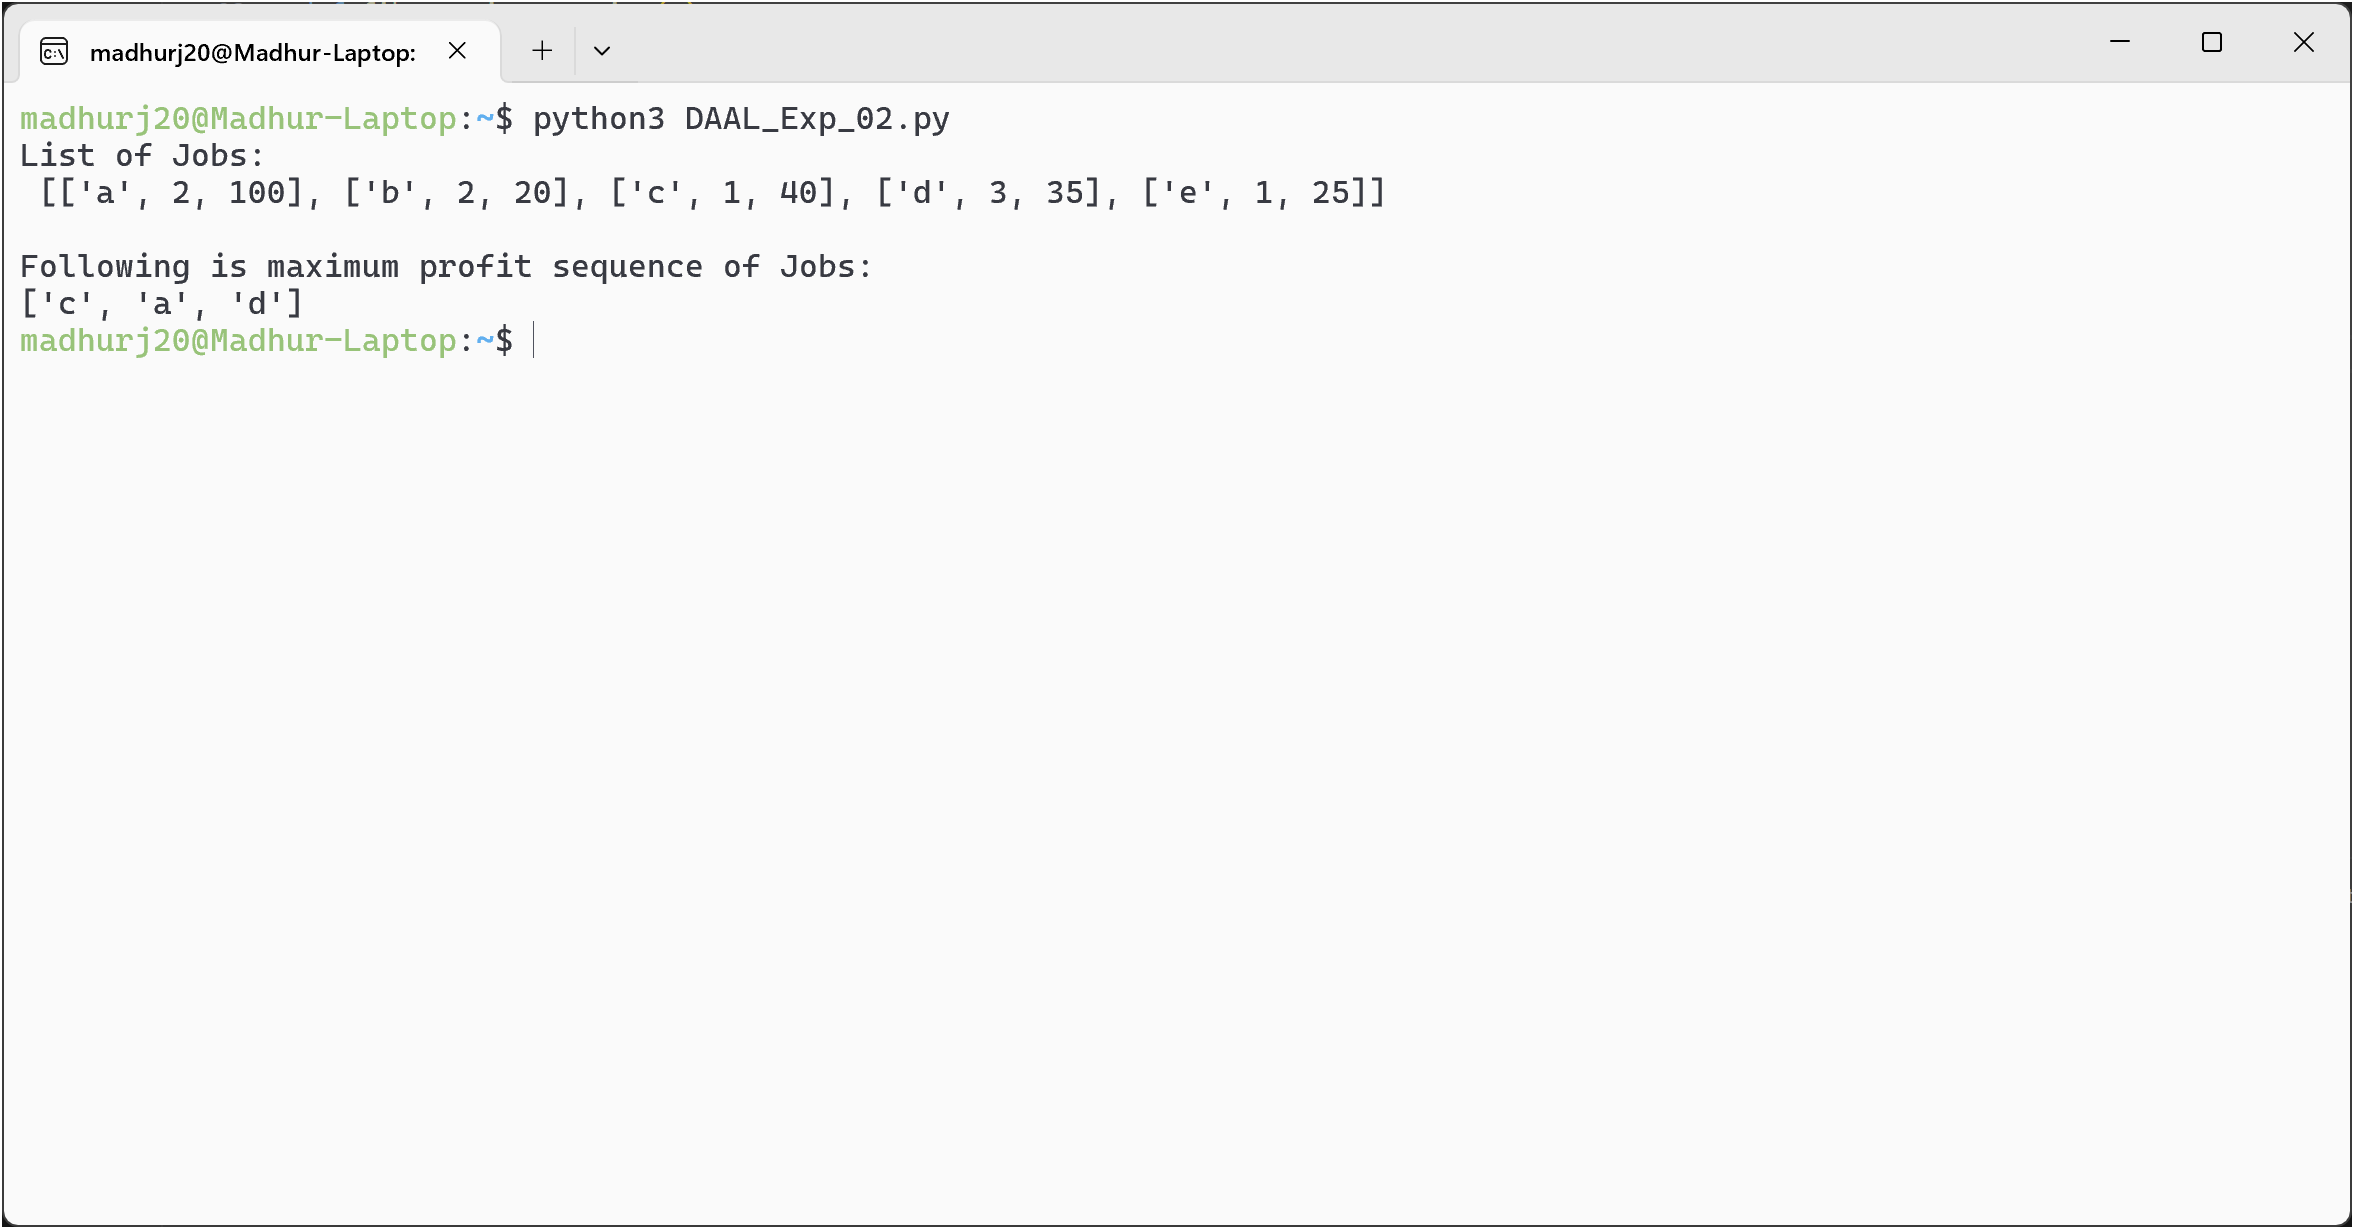 madhurj20@Madhur-Laptop:
madhurj20@Madhur-Laptop:~$ python3 DAAL_Exp_02.py
List of Jobs:
 [['a', 2, 100], ['b', 2, 20], ['c', 1, 40], ['d', 3, 35], ['e', 1, 25]]
Following is maximum profit sequence of Jobs:
['c', 'a', 'd']
madhurj20@Madhur-Laptop:~$